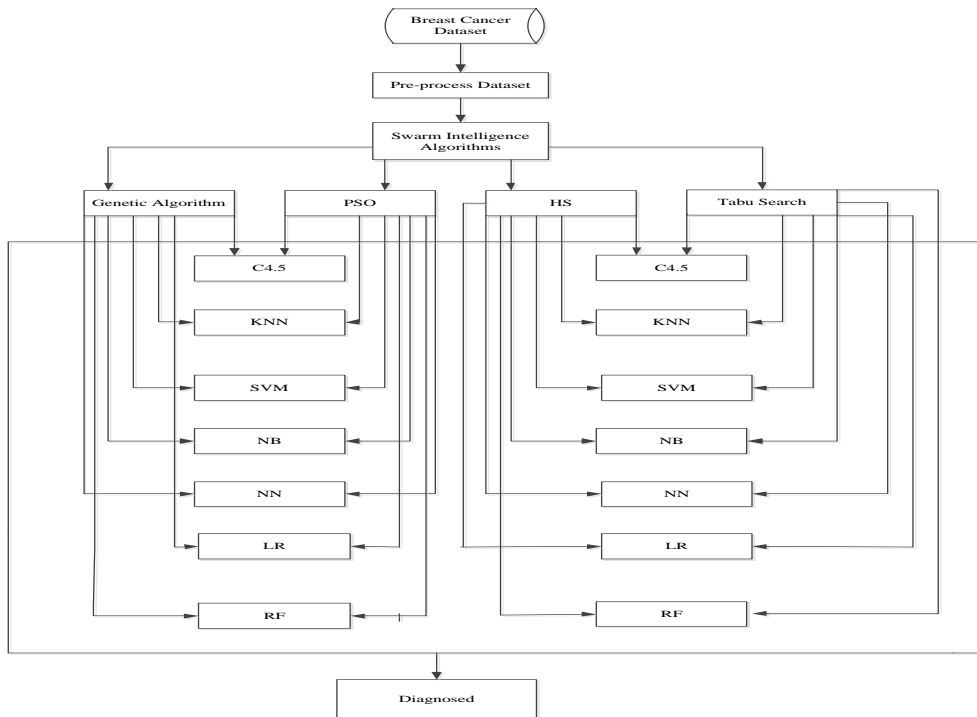 Breast Cancer
Dataset
Pre-process Dataset
Swarm Intelligence
Algorithms
Genetic Algorithm
PSO
HS
Tabu Search
C4.5
C4.5
KNN
KNN
SVM
SVM
NB
NB
NN
NN
LR
LR
RF
RF
Diagnosed